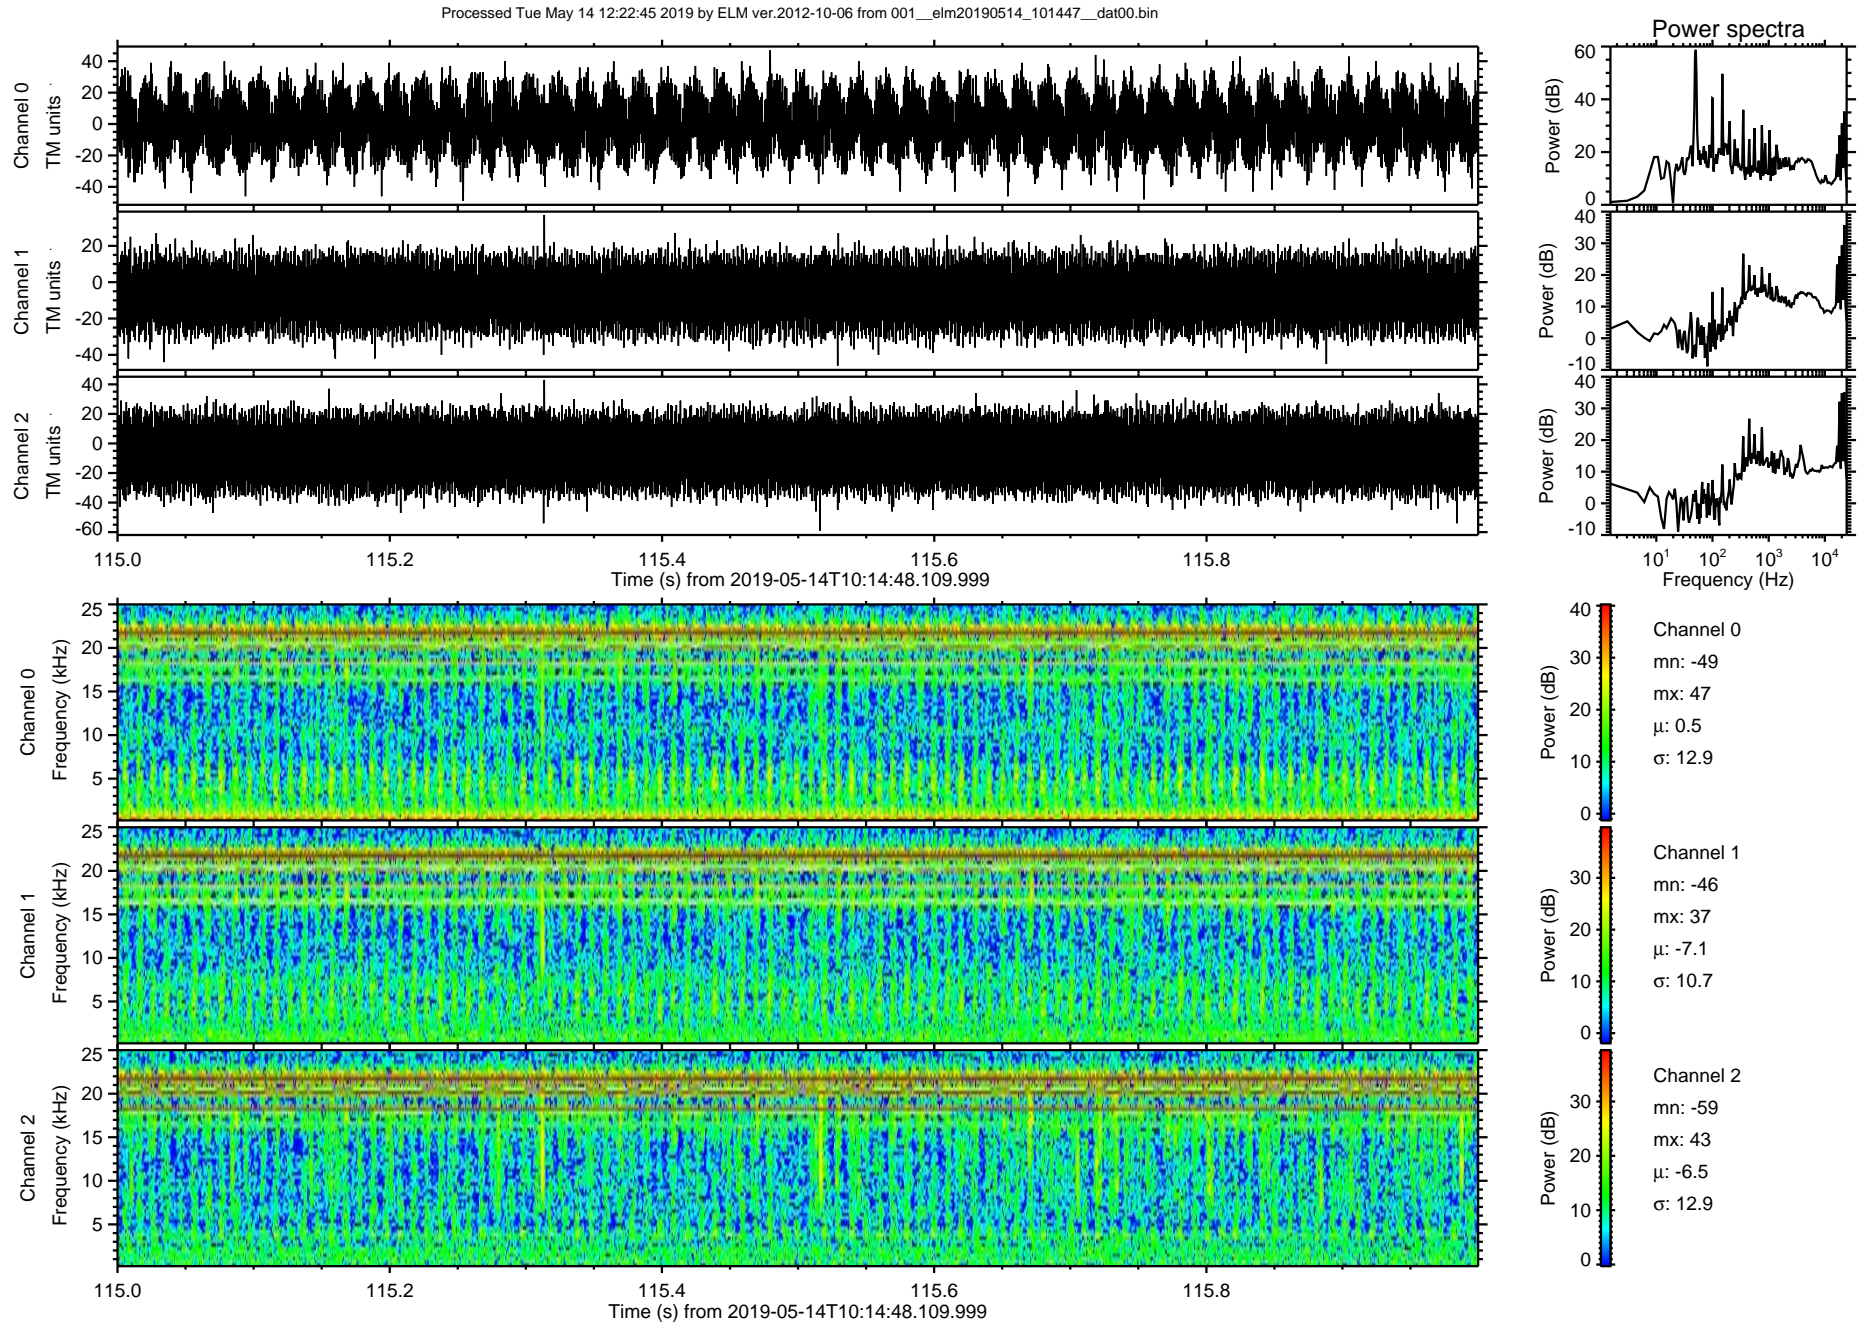 Processed Tue May 14 12:22:45 2019 by ELM ver.2012-10-06 from 001__elm20190514_101447__dat00.bin
Power spectra
Channel 0
TM units
40
20
0
-20
-40
Power (dB)
60
40
20
0
Channel 1
TM units
20
0
-20
-40
Power (dB)
40
30
20
10
0
-10
Channel 2
TM units
40
20
0
-20
-40
-60
Power (dB)
40
30
20
10
0
-10
115.0 115.2 115.4 115.6 115.8
Time (s) from 2019-05-14T10:14:48.109.999
10¹ 10² 10³ 10⁴
Frequency (Hz)
Channel 0
Frequency (kHz)
25
20
15
10
5
Power (dB)
40
30
20
10
0
Channel 0
mn: -49
mx: 47
μ: 0.5
σ: 12.9
Channel 1
Frequency (kHz)
25
20
15
10
5
Power (dB)
30
20
10
0
Channel 1
mn: -46
mx: 37
μ: -7.1
σ: 10.7
Channel 2
Frequency (kHz)
25
20
15
10
5
Power (dB)
30
20
10
0
Channel 2
mn: -59
mx: 43
μ: -6.5
σ: 12.9
115.0 115.2 115.4 115.6 115.8
Time (s) from 2019-05-14T10:14:48.109.999